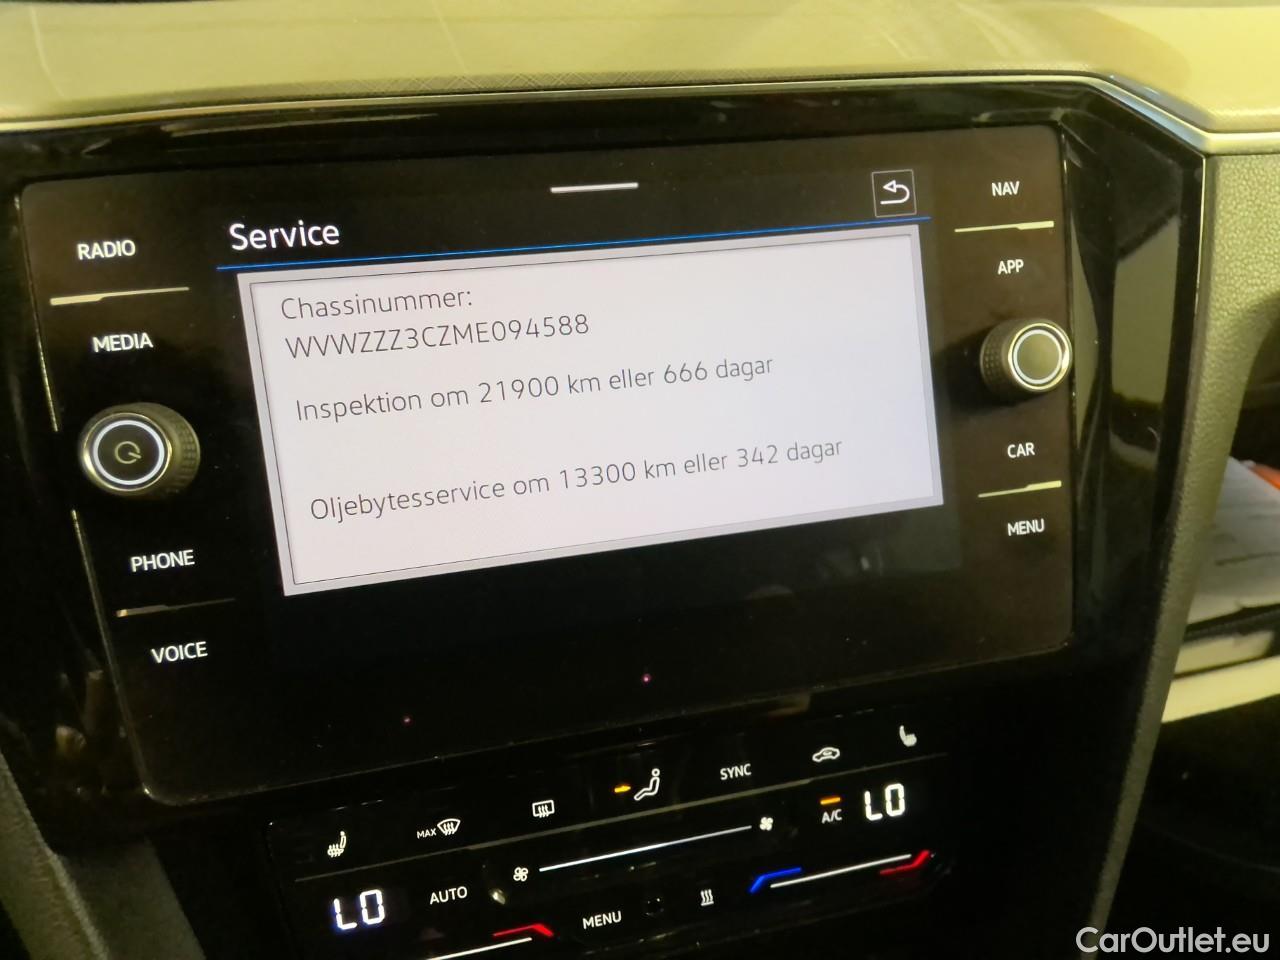 RADIO
MEDIA
PHONE
VOICE
Service
Chassinummer:
WVWZZZ3CZME094588
Inspektion om 21900 km eller 666 dagar
Oljebytesservice om 13300 km eller 342 dagar
NAV
APP
CAR
MENU
MAX
SYNC
A/C
LO
LO
AUTO
MENU
CarOutlet.eu